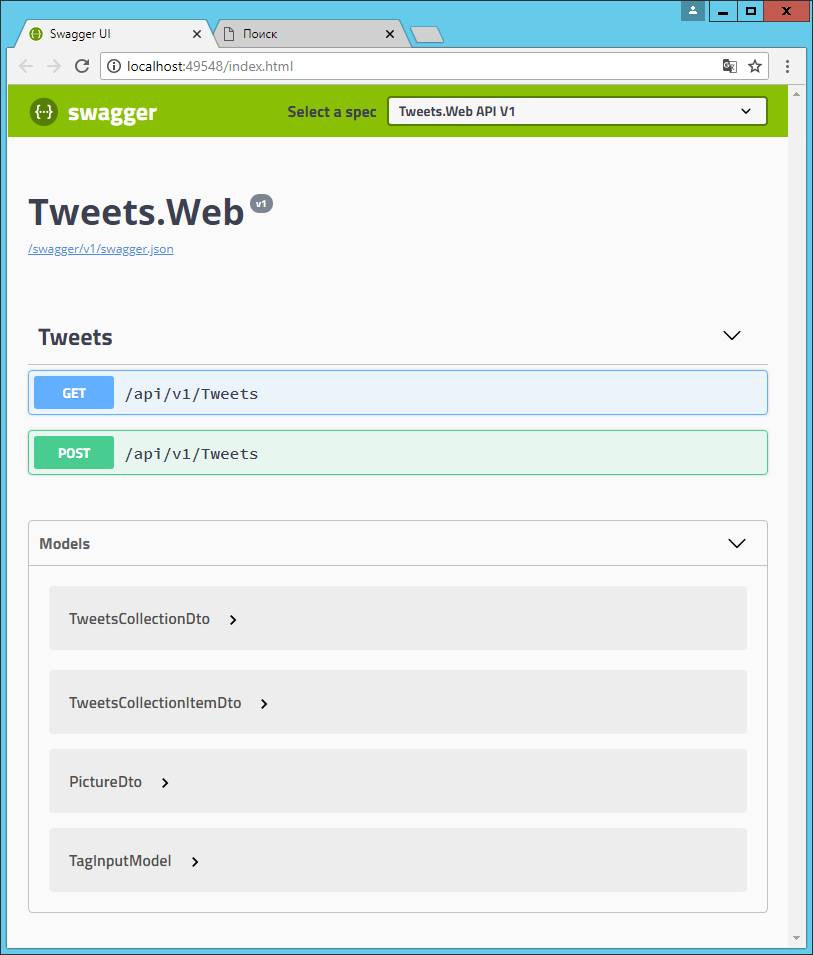 Swagger UI
Поиск
localhost:49548/index.html
swagger
Select a spec
Tweets.Web API V1
Tweets.Web v1
/swagger/v1/swagger.json
Tweets
GET /api/v1/Tweets
POST /api/v1/Tweets
Models
TweetsCollectionDto
TweetsCollectionItemDto
PictureDto
TagInputModel